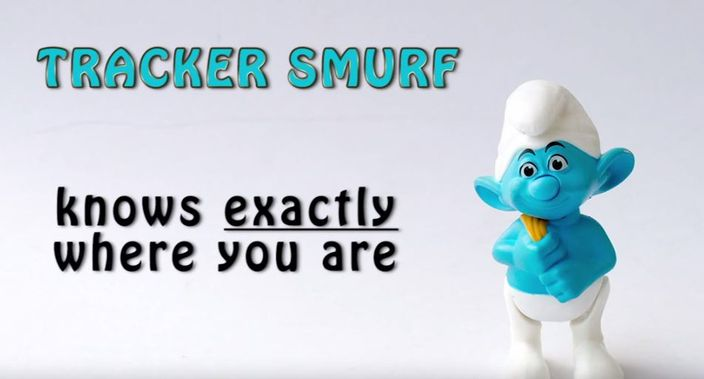 TRACKER SMURF
knows exactly
where you are